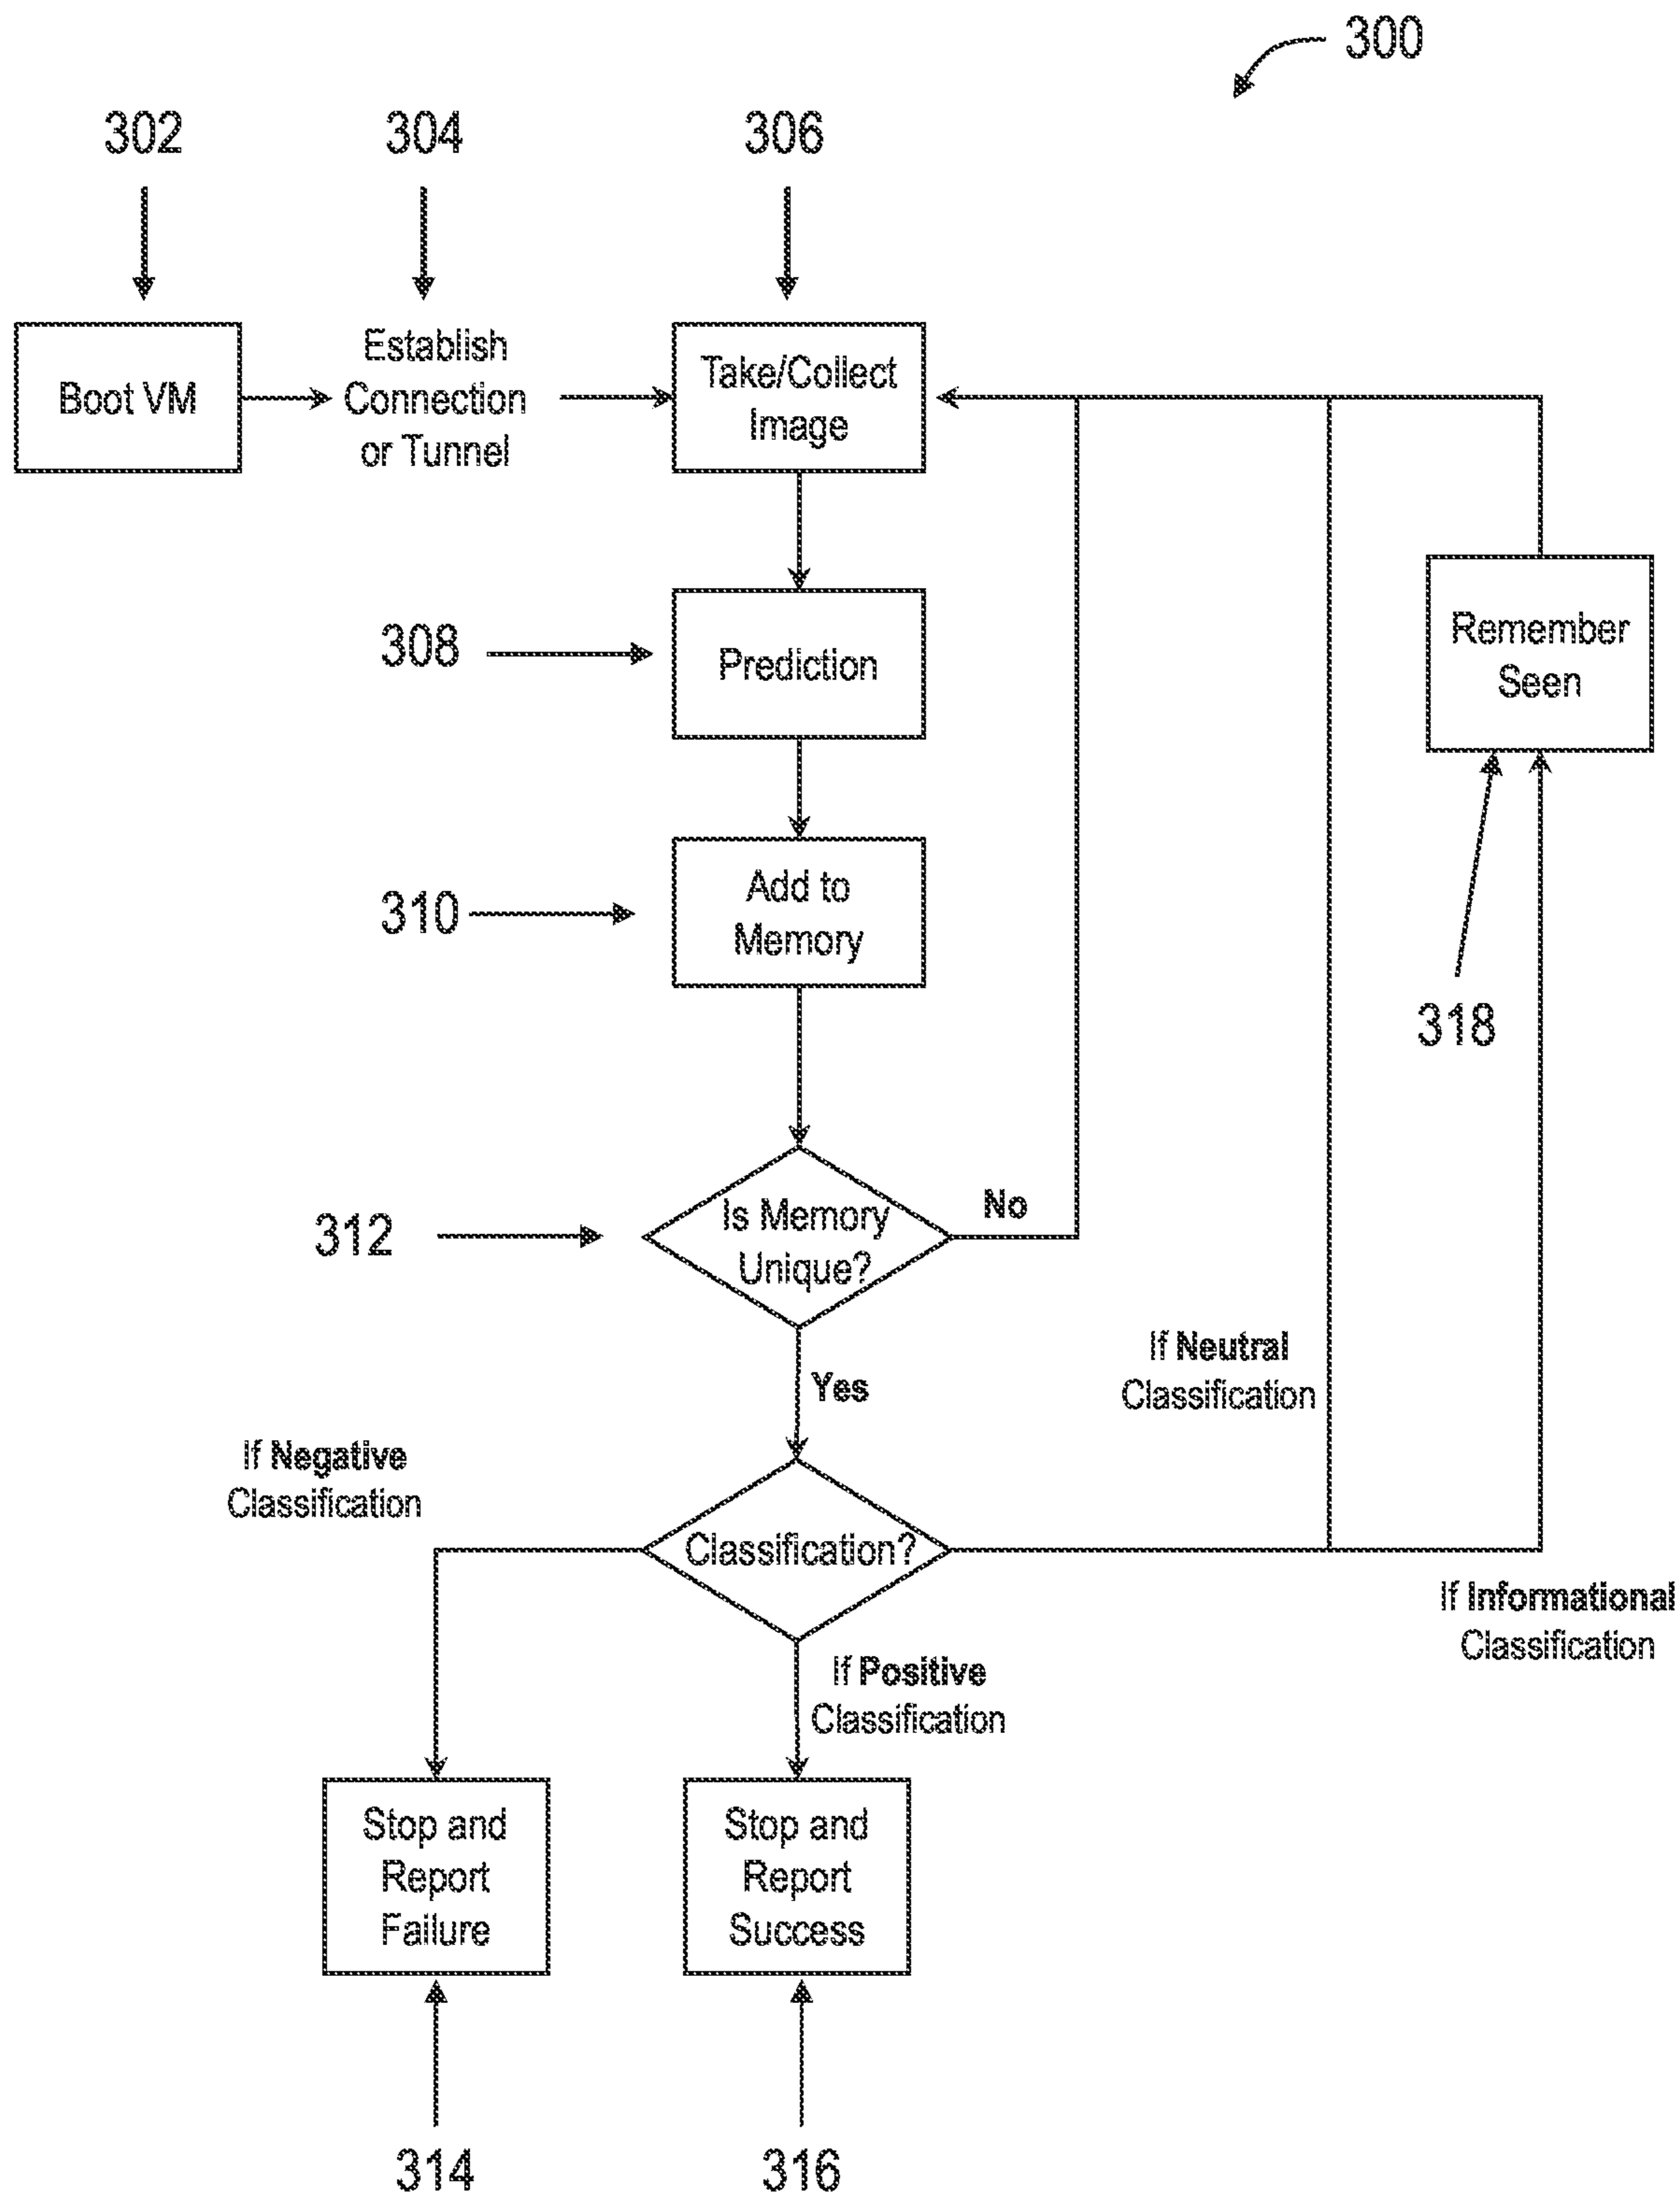 300
302
304
306
Boot VM
Establish
Connection
or Tunnel
Take/Collect
Image
308
Prediction
Remember
Seen
310
Add to
Memory
318
312
Is Memory
Unique?
No
Yes
If Neutral
Classification
If Negative
Classification
Classification?
If Informational
Classification
If Positive
Classification
Stop and
Report
Failure
Stop and
Report
Success
314
316